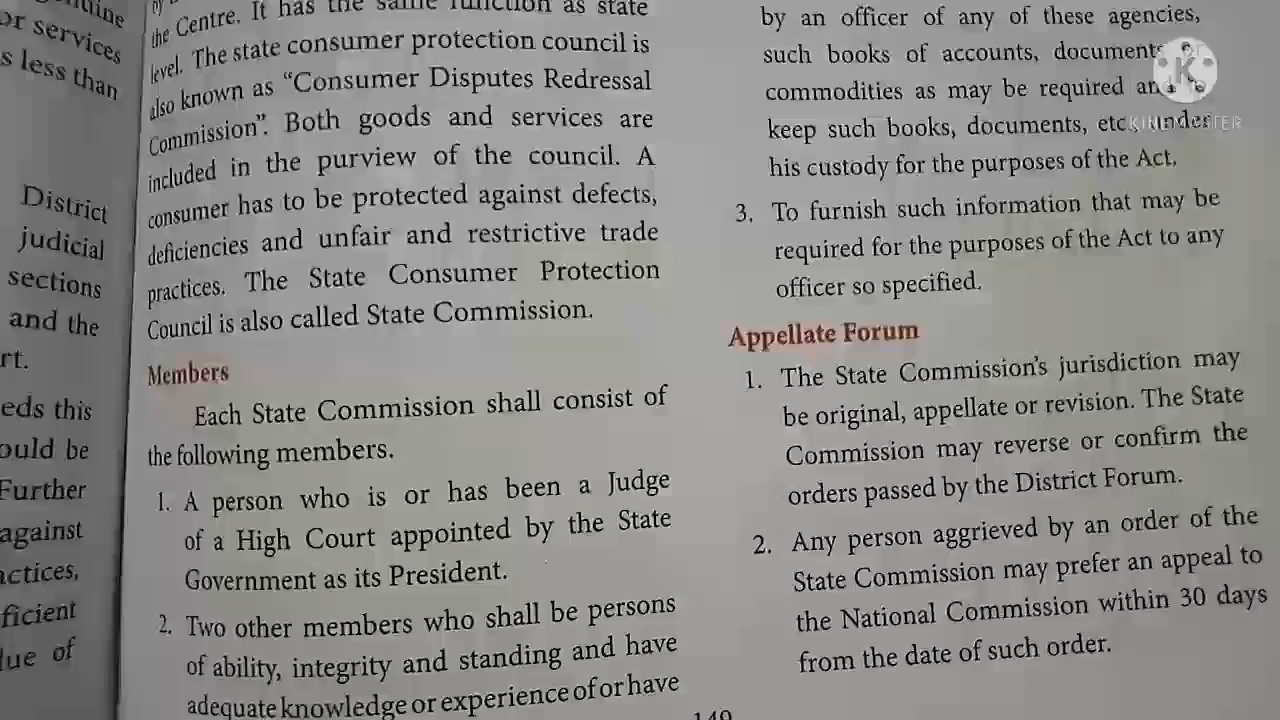 or services
s less than
District
judicial
sections
and the
rt.
eds this
ould be
Further
against
actices,
ficient
lue of
the Centre. It has the same function as state
level. The state consumer protection council is
also known as “Consumer Disputes Redressal
Commission”. Both goods and services are
included in the purview of the council. A
consumer has to be protected against defects,
deficiencies and unfair and restrictive trade
practices. The State Consumer Protection
Council is also called State Commission.
Members
Each State Commission shall consist of
the following members.
1. A person who is or has been a Judge
of a High Court appointed by the State
Government as its President.
2. Two other members who shall be persons
of ability, integrity and standing and have
adequate knowledge or experience of or have
by an officer of any of these agencies,
such books of accounts, documents or
commodities as may be required and to
keep such books, documents, etc. under
his custody for the purposes of the Act.
3. To furnish such information that may be
required for the purposes of the Act to any
officer so specified.
Appellate Forum
1. The State Commission’s jurisdiction may
be original, appellate or revision. The State
Commission may reverse or confirm the
orders passed by the District Forum.
2. Any person aggrieved by an order of the
State Commission may prefer an appeal to
the National Commission within 30 days
from the date of such order.
K
KINEMASTER